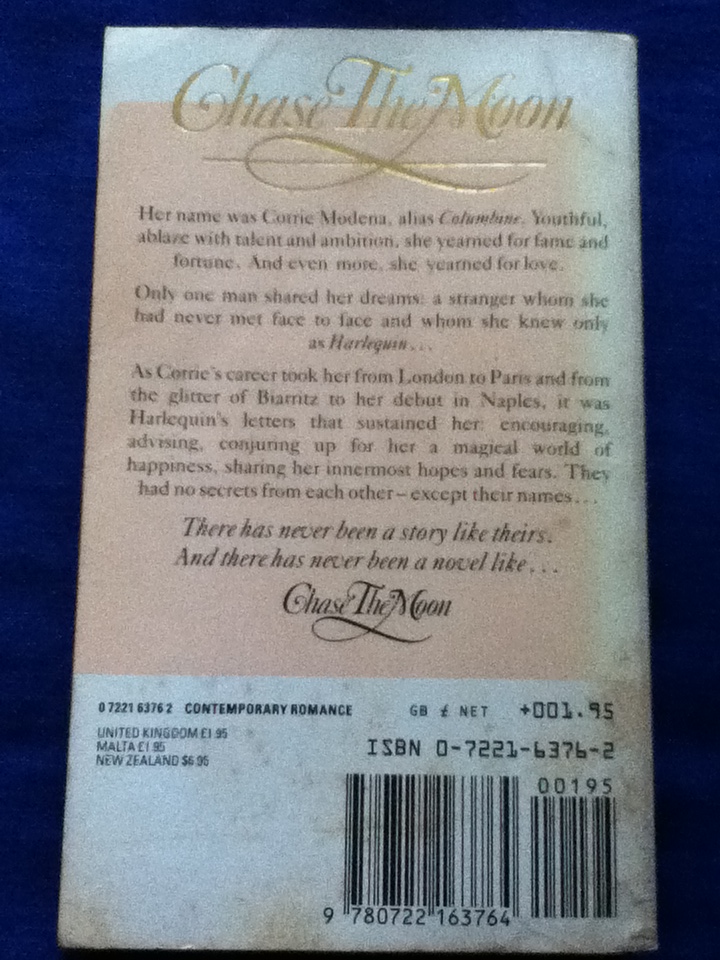 Chase The Moon
Her name was Corrie Modena, alias Columbine. Youthful,
ablaze with talent and ambition, she yearned for fame and
fortune. And even more, she yearned for love.
Only one man shared her dreams: a stranger whom she
had never met face to face and whom she knew only
as Harlequin...
As Corrie's career took her from London to Paris and from
the glitter of Biarritz to her debut in Naples, it was
Harlequin's letters that sustained her: encouraging,
advising, conjuring up for her a magical world of
happiness, sharing her innermost hopes and fears. They
had no secrets from each other – except their names...
There has never been a story like theirs.
And there has never been a novel like...
Chase The Moon
0 7221 6376 2 CONTEMPORARY ROMANCE GB £ NET +001.95
UNITED KINGDOM £1.95
MALTA £1.95
NEW ZEALAND $6.95
ISBN 0-7221-6376-2
00195
9 780722 163764